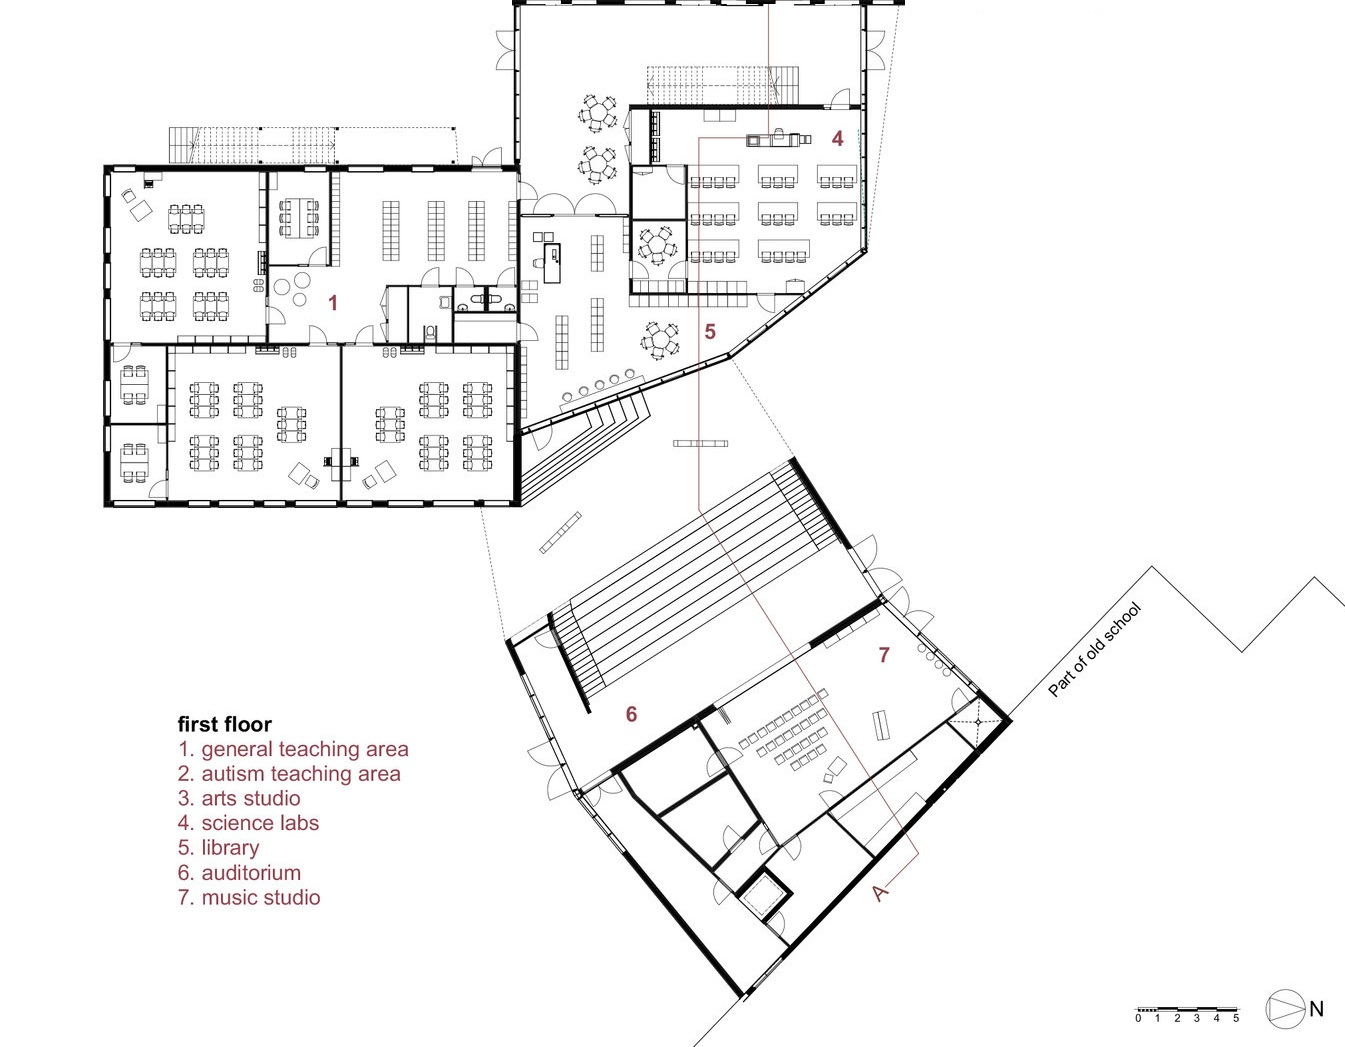 4
1
5
Part of old school
7
6
first floor
1. general teaching area
2. autism teaching area
3. arts studio
4. science labs
5. library
6. auditorium
7. music studio
A
0 1 2 3 4 5
N